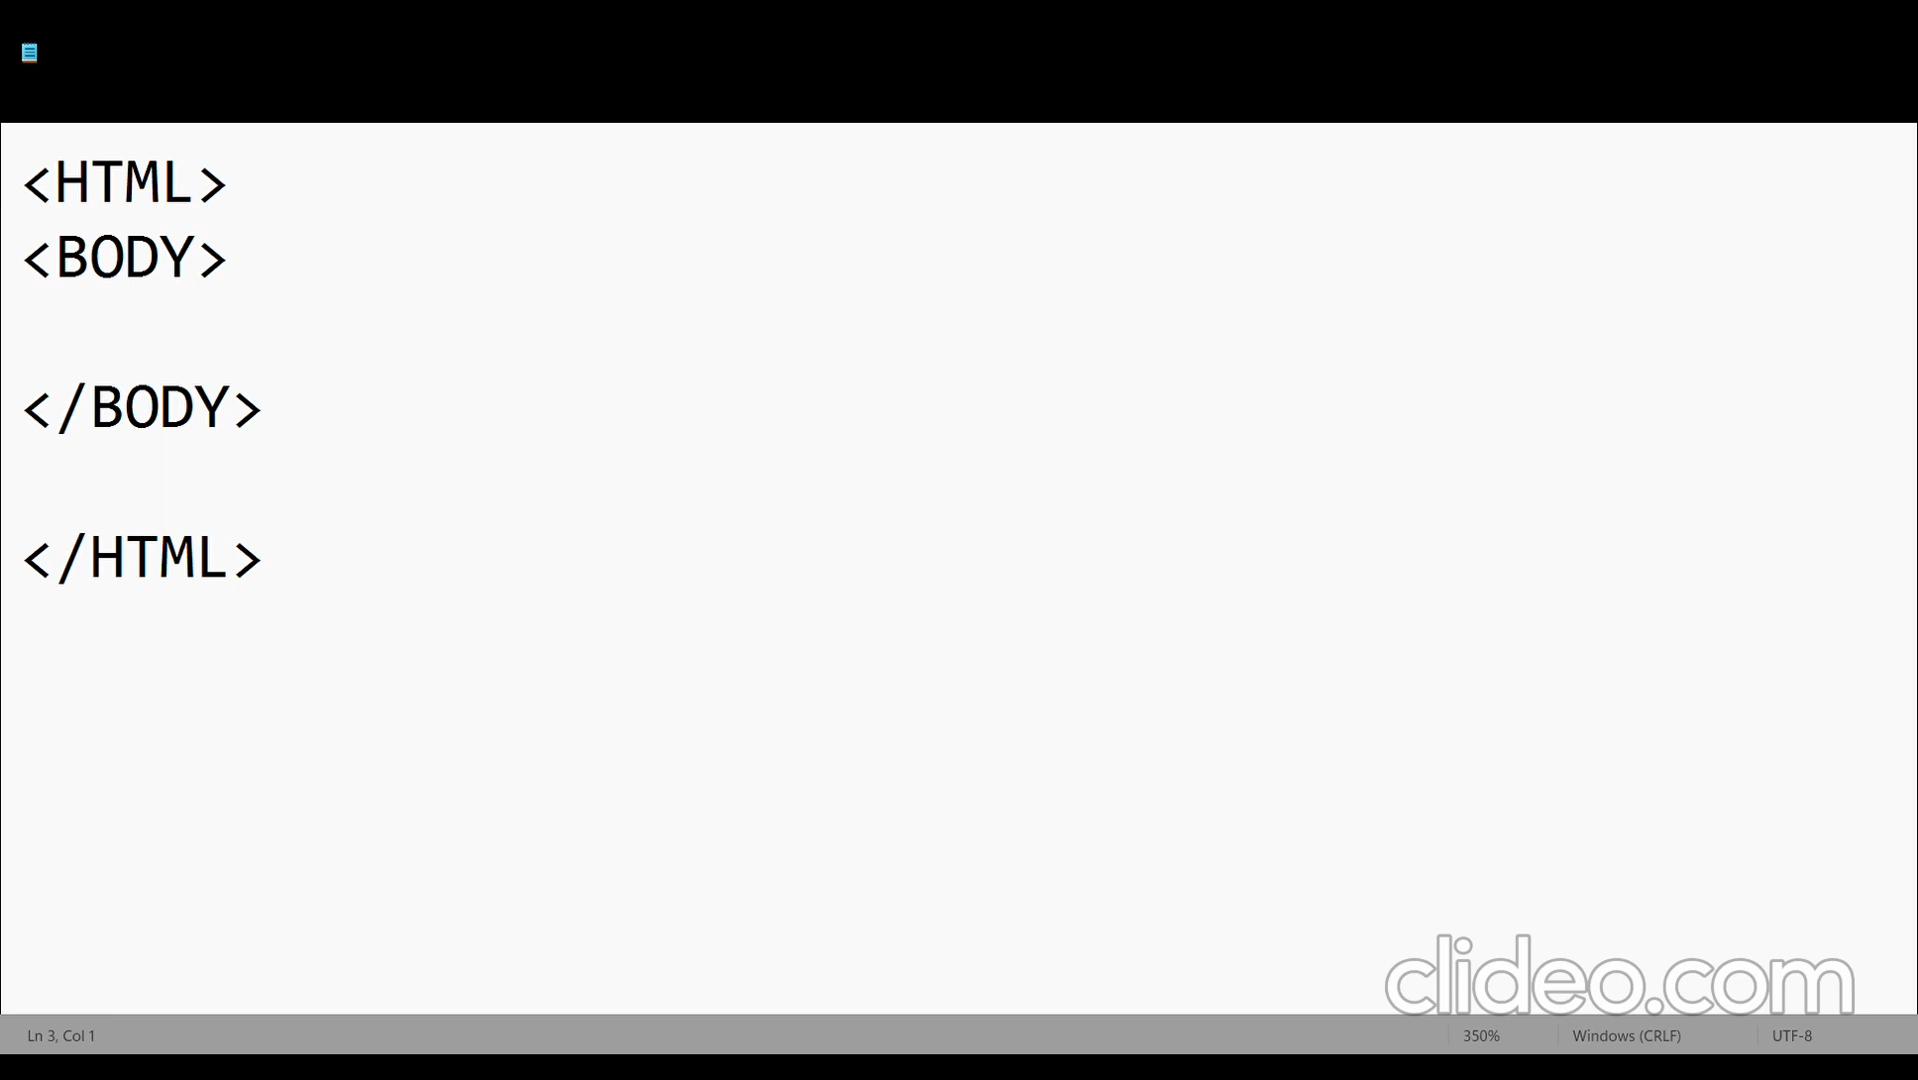 <HTML>
<BODY>
</BODY>
</HTML>
clideo.com
Ln 3, Col 1
350%
Windows (CRLF)
UTF-8